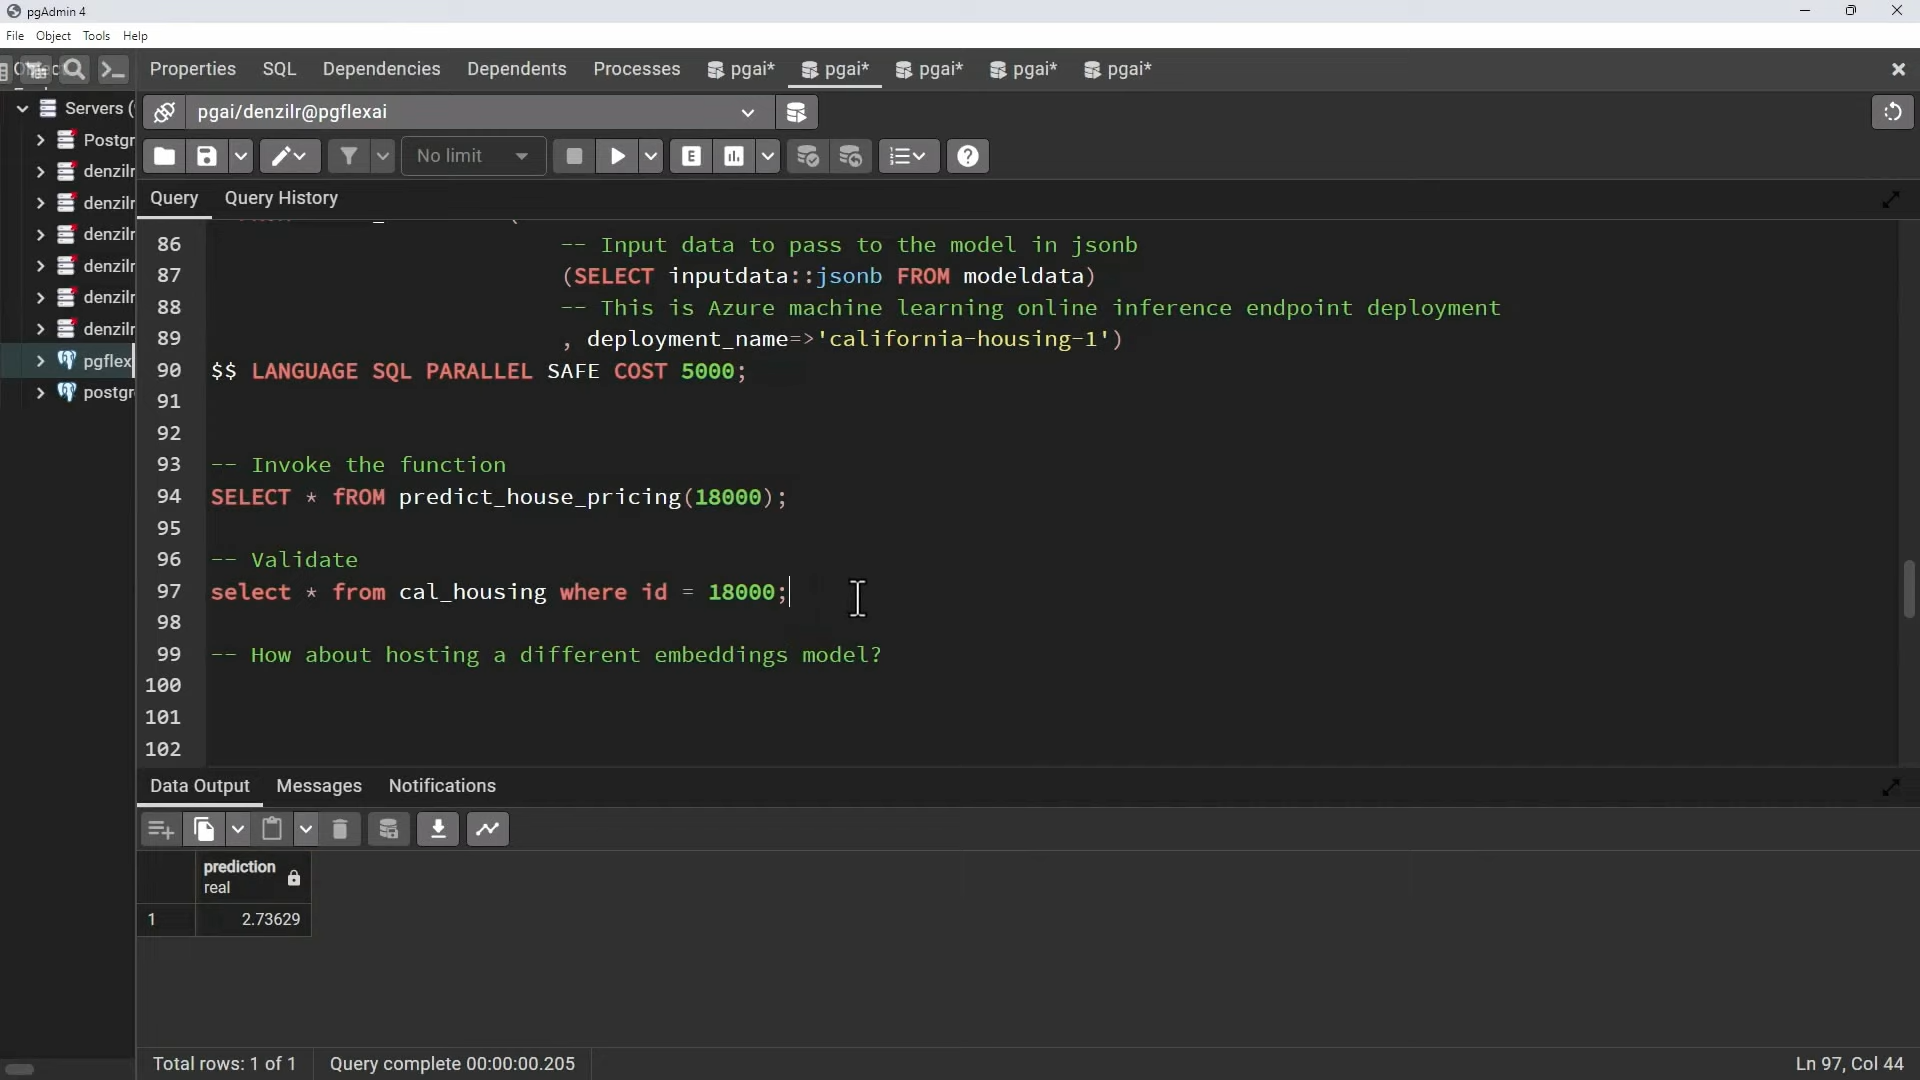 pgAdmin 4
File Object Tools Help
Properties SQL Dependencies Dependents Processes pgai* pgai* pgai* pgai* pgai*
Servers (
pgai/denzilr@pgflexai
Postgr
denzilr
denzilr
denzilr
denzilr
denzilr
denzilr
pgflex
postgr
No limit
E
Query Query History
86 -- Input data to pass to the model in jsonb
87 (SELECT inputdata::jsonb FROM modeldata)
88 -- This is Azure machine learning online inference endpoint deployment
89 , deployment_name=>'california-housing-1')
90 $$ LANGUAGE SQL PARALLEL SAFE COST 5000;
91
92
93 -- Invoke the function
94 SELECT * fROM predict_house_pricing(18000);
95
96 -- Validate
97 select * from cal_housing where id = 18000;
98
99 -- How about hosting a different embeddings model?
100
101
102
Data Output Messages Notifications
prediction
real
1 2.73629
Total rows: 1 of 1 Query complete 00:00:00.205 Ln 97, Col 44